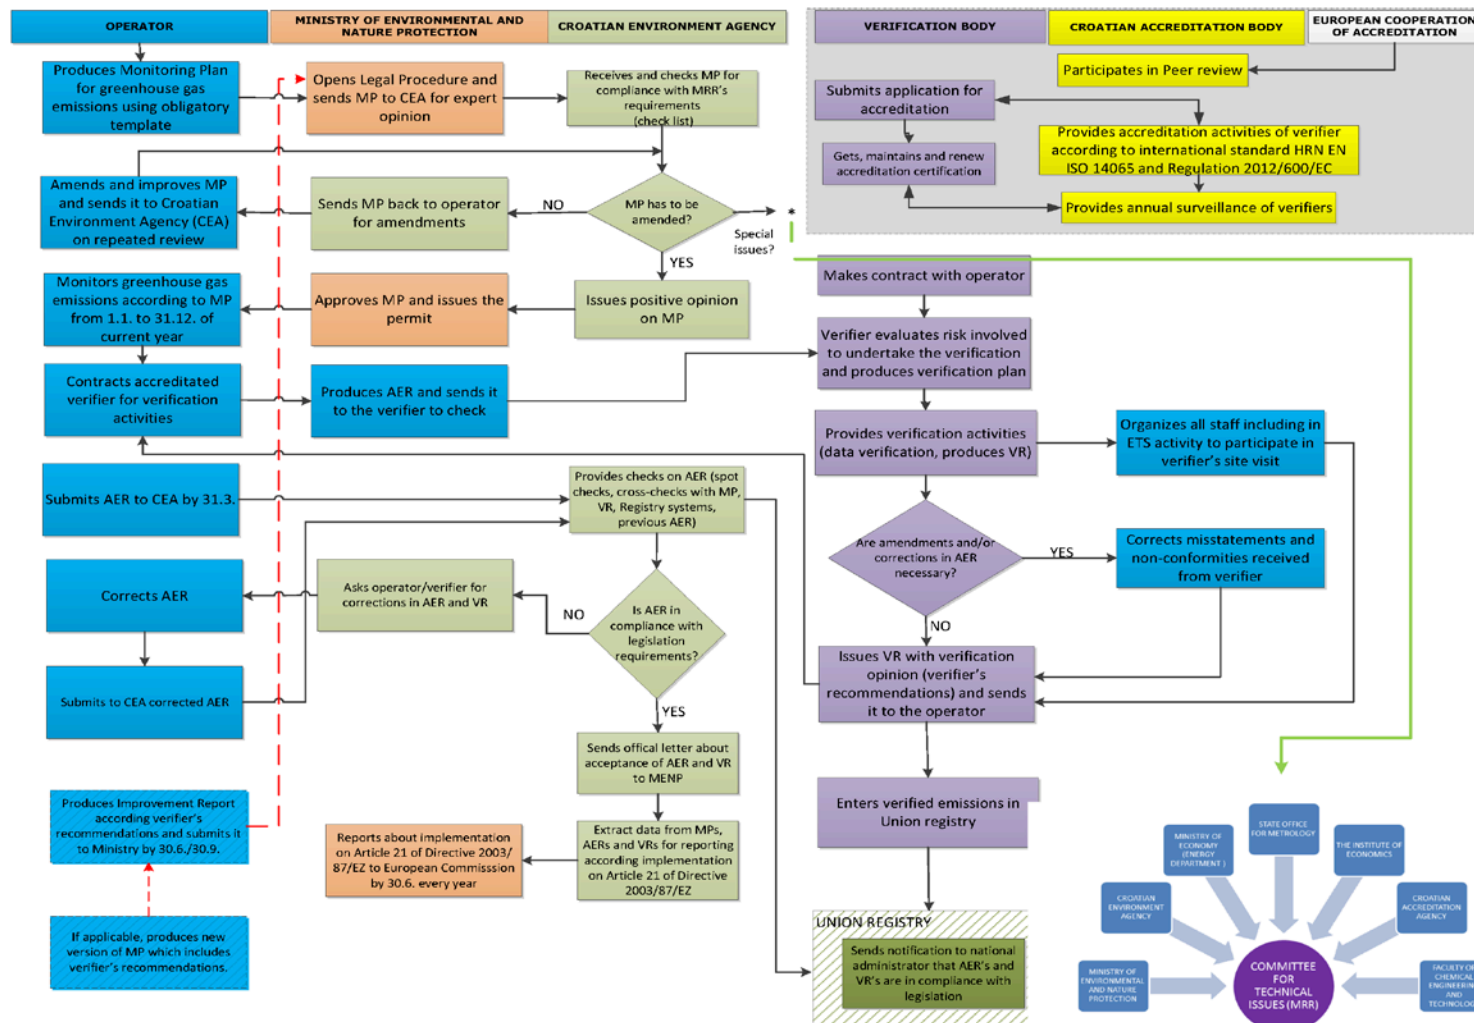 OPERATOR
MINISTRY OF ENVIRONMENTAL AND
NATURE PROTECTION
CROATIAN ENVIRONMENT AGENCY
VERIFICATION BODY
CROATIAN ACCREDITATION BODY
EUROPEAN COOPERATION
OF ACCREDITATION
Produces Monitoring Plan
for greenhouse gas
emissions using obligatory
template
Opens Legal Procedure and
sends MP to CEA for expert
opinion
Receives and checks MP for
compliance with MRR's
requirements
(check list)
Participates in Peer review
Submits application for
accreditation
Provides accreditation activities of verifier
according to international standard HRN EN
ISO 14065 and Regulation 2012/600/EC
Gets, maintains and renew
accreditation certification
Provides annual surveillance of verifiers
Amends and improves MP
and sends it to Croatian
Environment Agency (CEA)
on repeated review
Sends MP back to operator
for amendments
NO
MP has to be
amended?
*
Special
issues?
YES
Monitors greenhouse gas
emissions according to MP
from 1.1. to 31.12. of
current year
Approves MP and issues the
permit
Issues positive opinion
on MP
Makes contract with operator
Verifier evaluates risk involved
to undertake the verification
and produces verification plan
Contracts accreditated
verifier for verification
activities
Produces AER and sends it
to the verifier to check
Provides verification activities
(data verification, produces VR)
Organizes all staff including in
ETS activity to participate in
verifier's site visit
Submits AER to CEA by 31.3.
Provides checks on AER (spot
checks, cross-checks with MP,
VR, Registry systems,
previous AER)
Are amendments and/or
corrections in AER
necessary?
YES
Corrects misstatements and
non-conformities received
from verifier
NO
Corrects AER
Asks operator/verifier for
corrections in AER and VR
NO
Is AER in
compliance with
legislation
requirements?
YES
Issues VR with verification
opinion (verifier's
recommendations) and sends
it to the operator
Submits to CEA corrected AER
Sends offical letter about
acceptance of AER and VR
to MENP
Enters verified emissions in
Union registry
Produces Improvement Report
according verifier's
recommendations and submits it
to Ministry by 30.6./30.9.
Reports about implementation
on Article 21 of Directive 2003/
87/EZ to European Commisssion
by 30.6. every year
Extract data from MPs,
AERs and VRs for reporting
according implementation
on Article 21 of Directive
2003/87/EZ
If applicable, produces new
version of MP which includes
verifier's recommendations.
UNION REGISTRY
Sends notification to national
administrator that AER's and
VR's are in compliance with
legislation
MINISTRY OF
ENVIRONMENTAL
AND NATURE
PROTECTION
CROATIAN
ENVIRONMENT
AGENCY
MINISTRY OF
ECONOMY
(ENERGY
DEPARTMENT )
STATE OFFICE
FOR METROLOGY
THE INSTITUTE OF
ECONOMICS
CROATIAN
ACCREDITATION
AGENCY
FACULTY OF
CHEMICAL
ENGINEERING
AND
TECHNOLOGY
COMMITTEE
FOR
TECHNICAL
ISSUES (MRR)